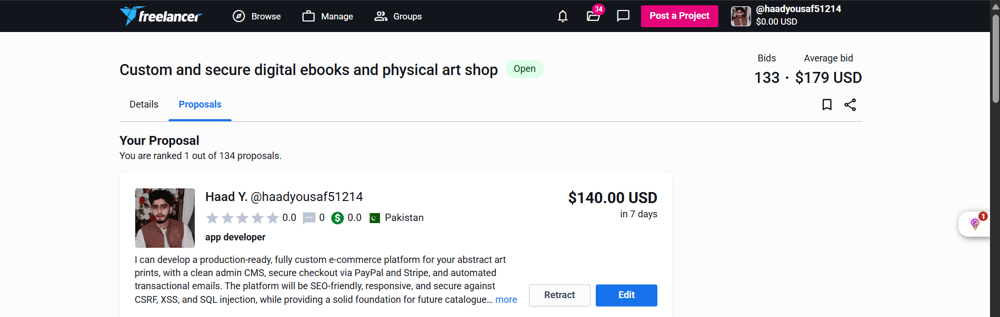 freelancer
Browse
Manage
Groups
34
Post a Project
@haadyousaf51214
$0.00 USD
Custom and secure digital ebooks and physical art shop
Open
Bids
Average bid
133 · $179 USD
Details
Proposals
Your Proposal
You are ranked 1 out of 134 proposals.
Haad Y. @haadyousaf51214
$140.00 USD
in 7 days
0.0
0
$ 0.0
Pakistan
app developer
I can develop a production-ready, fully custom e-commerce platform for your abstract art
prints, with a clean admin CMS, secure checkout via PayPal and Stripe, and automated
transactional emails. The platform will be SEO-friendly, responsive, and secure against
CSRF, XSS, and SQL injection, while providing a solid foundation for future catalogue... more
Retract
Edit
1